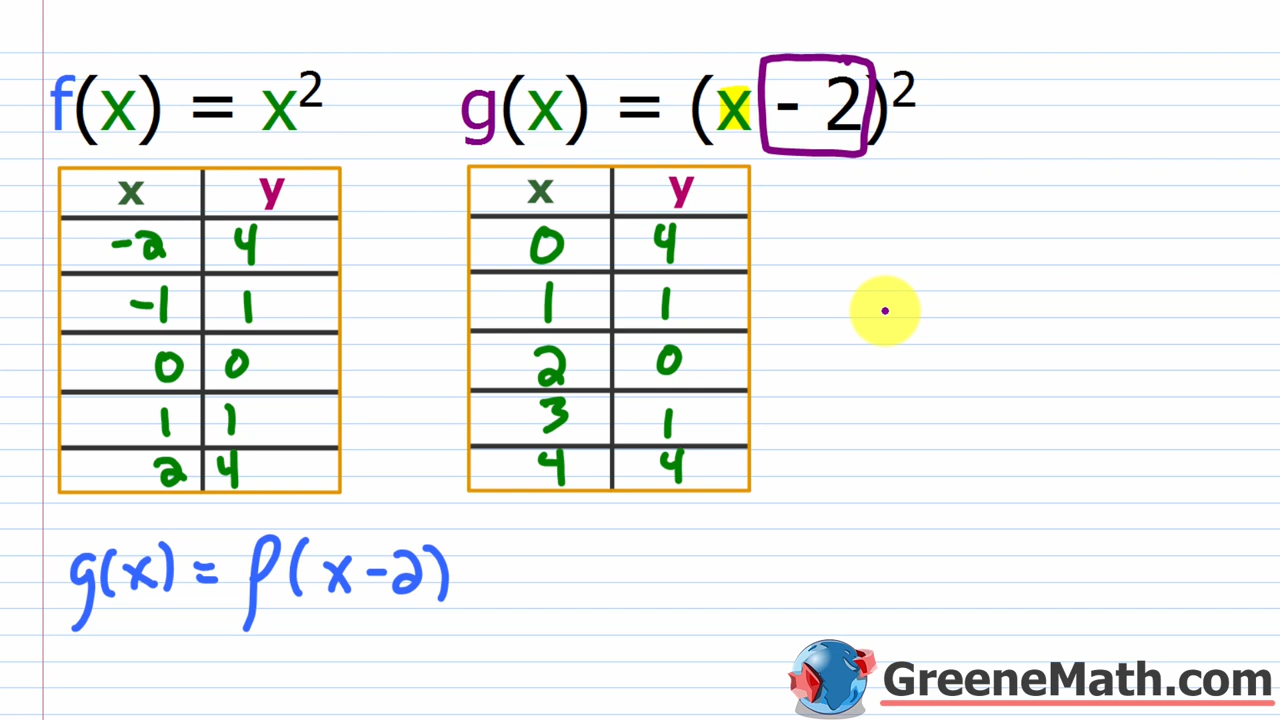 f(x) = x² g(x) = (x - 2)²
x y x y
-2 4 0 4
-1 1 1 1
0 0 2 0
1 1 3 1
2 4 4 4
g(x) = f(x-2)
GreeneMath.com